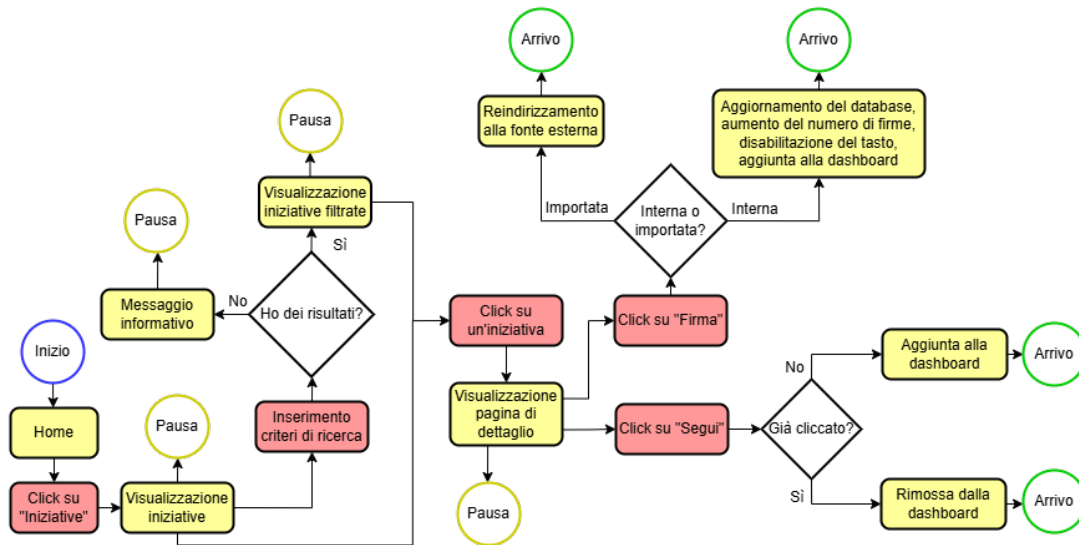 Inizio
Home
Click su
"Iniziative"
Visualizzazione
iniziative
Pausa
Inserimento
criteri di ricerca
Ho dei risultati?
No
Messaggio
informativo
Pausa
Sì
Visualizzazione
iniziative filtrate
Pausa
Click su
un'iniziativa
Visualizzazione
pagina di
dettaglio
Pausa
Click su "Firma"
Interna o
importata?
Importata
Reindirizzamento
alla fonte esterna
Arrivo
Interna
Aggiornamento del database,
aumento del numero di firme,
disabilitazione del tasto,
aggiunta alla dashboard
Arrivo
Click su "Segui"
Già cliccato?
No
Aggiunta alla
dashboard
Arrivo
Sì
Rimossa dalla
dashboard
Arrivo